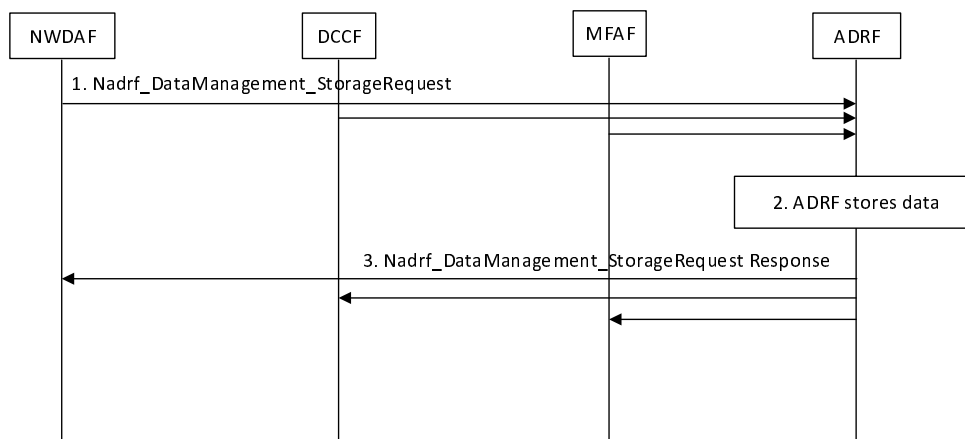 NWDAF
DCCF
MFAF
ADRF
1. Nadrf_DataManagement_StorageRequest
2. ADRF stores data
3. Nadrf_DataManagement_StorageRequest Response